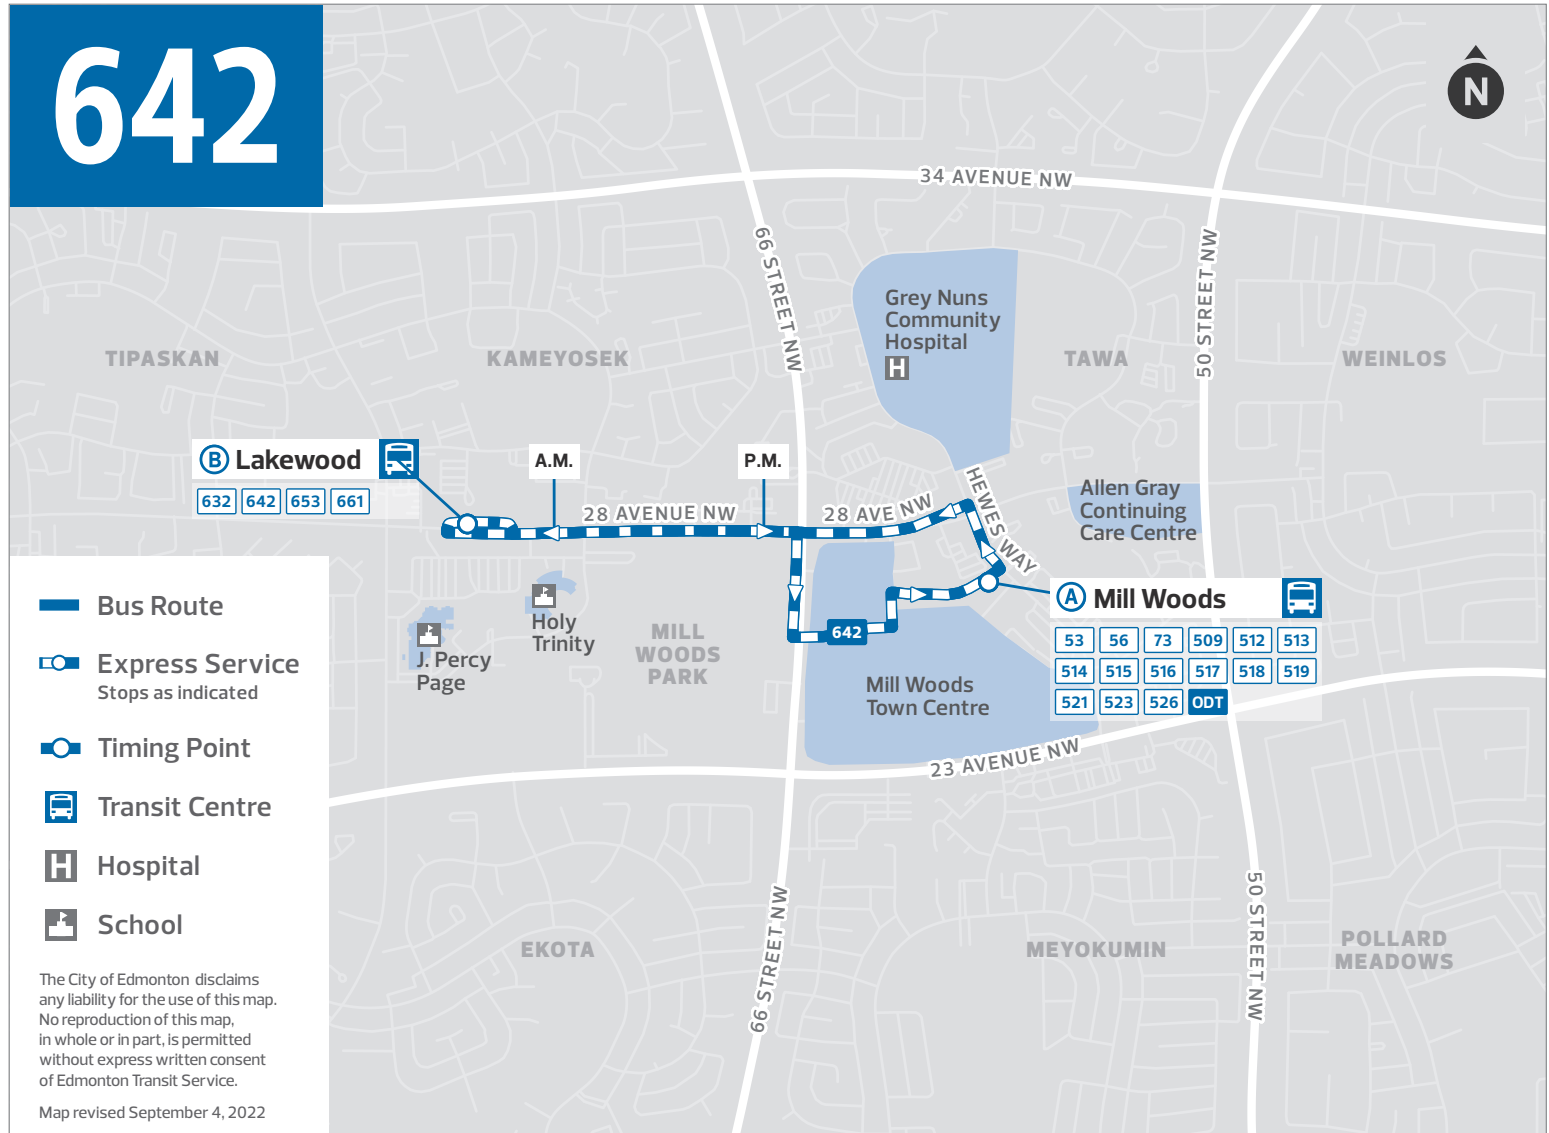 642
N
34 AVENUE NW
66 STREET NW
50 STREET NW
Grey Nuns
Community
Hospital
H
TIPASKAN
KAMEYOSEK
TAWA
WEINLOS
B Lakewood
632 642 653 661
A.M.
P.M.
28 AVENUE NW
28 AVE NW
HEWES WAY
Allen Gray
Continuing
Care Centre
A Mill Woods
53 56 73 509 512 513
514 515 516 517 518 519
521 523 526 ODT
Holy
Trinity
J. Percy
Page
MILL
WOODS
PARK
642
Mill Woods
Town Centre
23 AVENUE NW
Bus Route
Express Service
Stops as indicated
Timing Point
Transit Centre
H Hospital
School
66 STREET NW
50 STREET NW
EKOTA
MEYOKUMIN
POLLARD
MEADOWS
The City of Edmonton disclaims
any liability for the use of this map.
No reproduction of this map,
in whole or in part, is permitted
without express written consent
of Edmonton Transit Service.
Map revised September 4, 2022